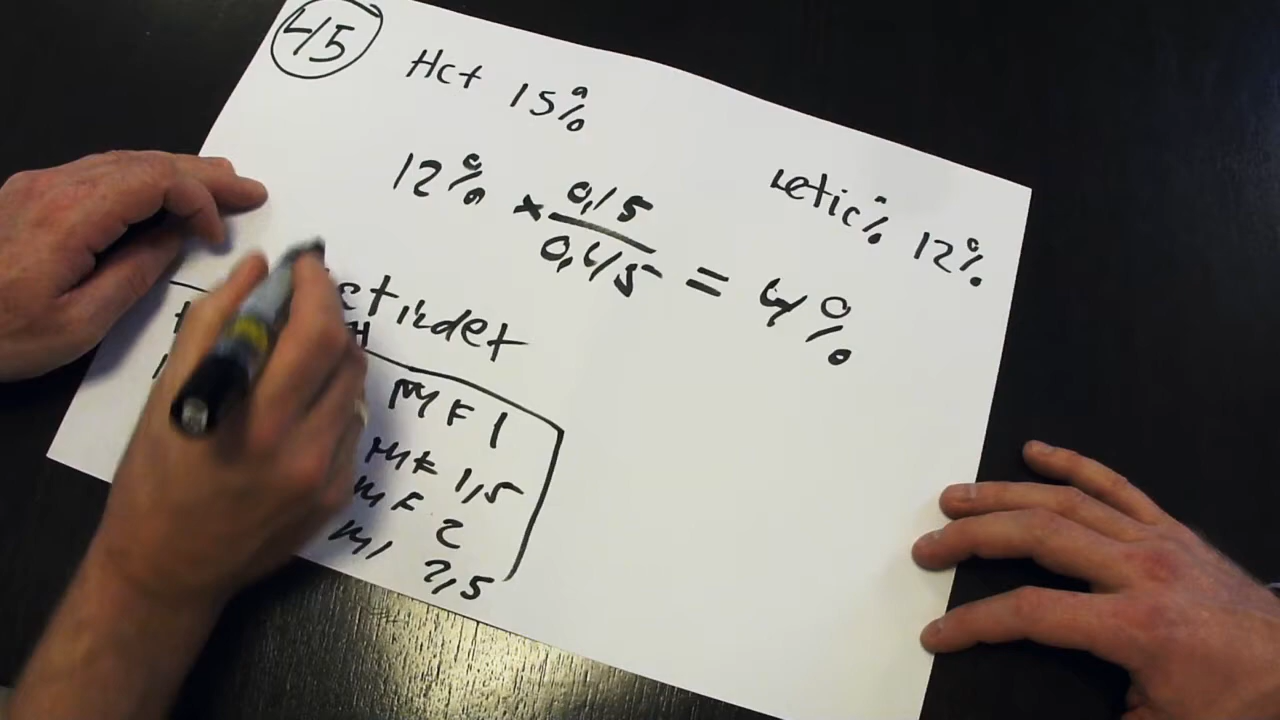 45
Hct 15%
retic% 12%
12% × 0,15
0,45 = 4%
MF 1
MF 1,5
MF 2
2,5